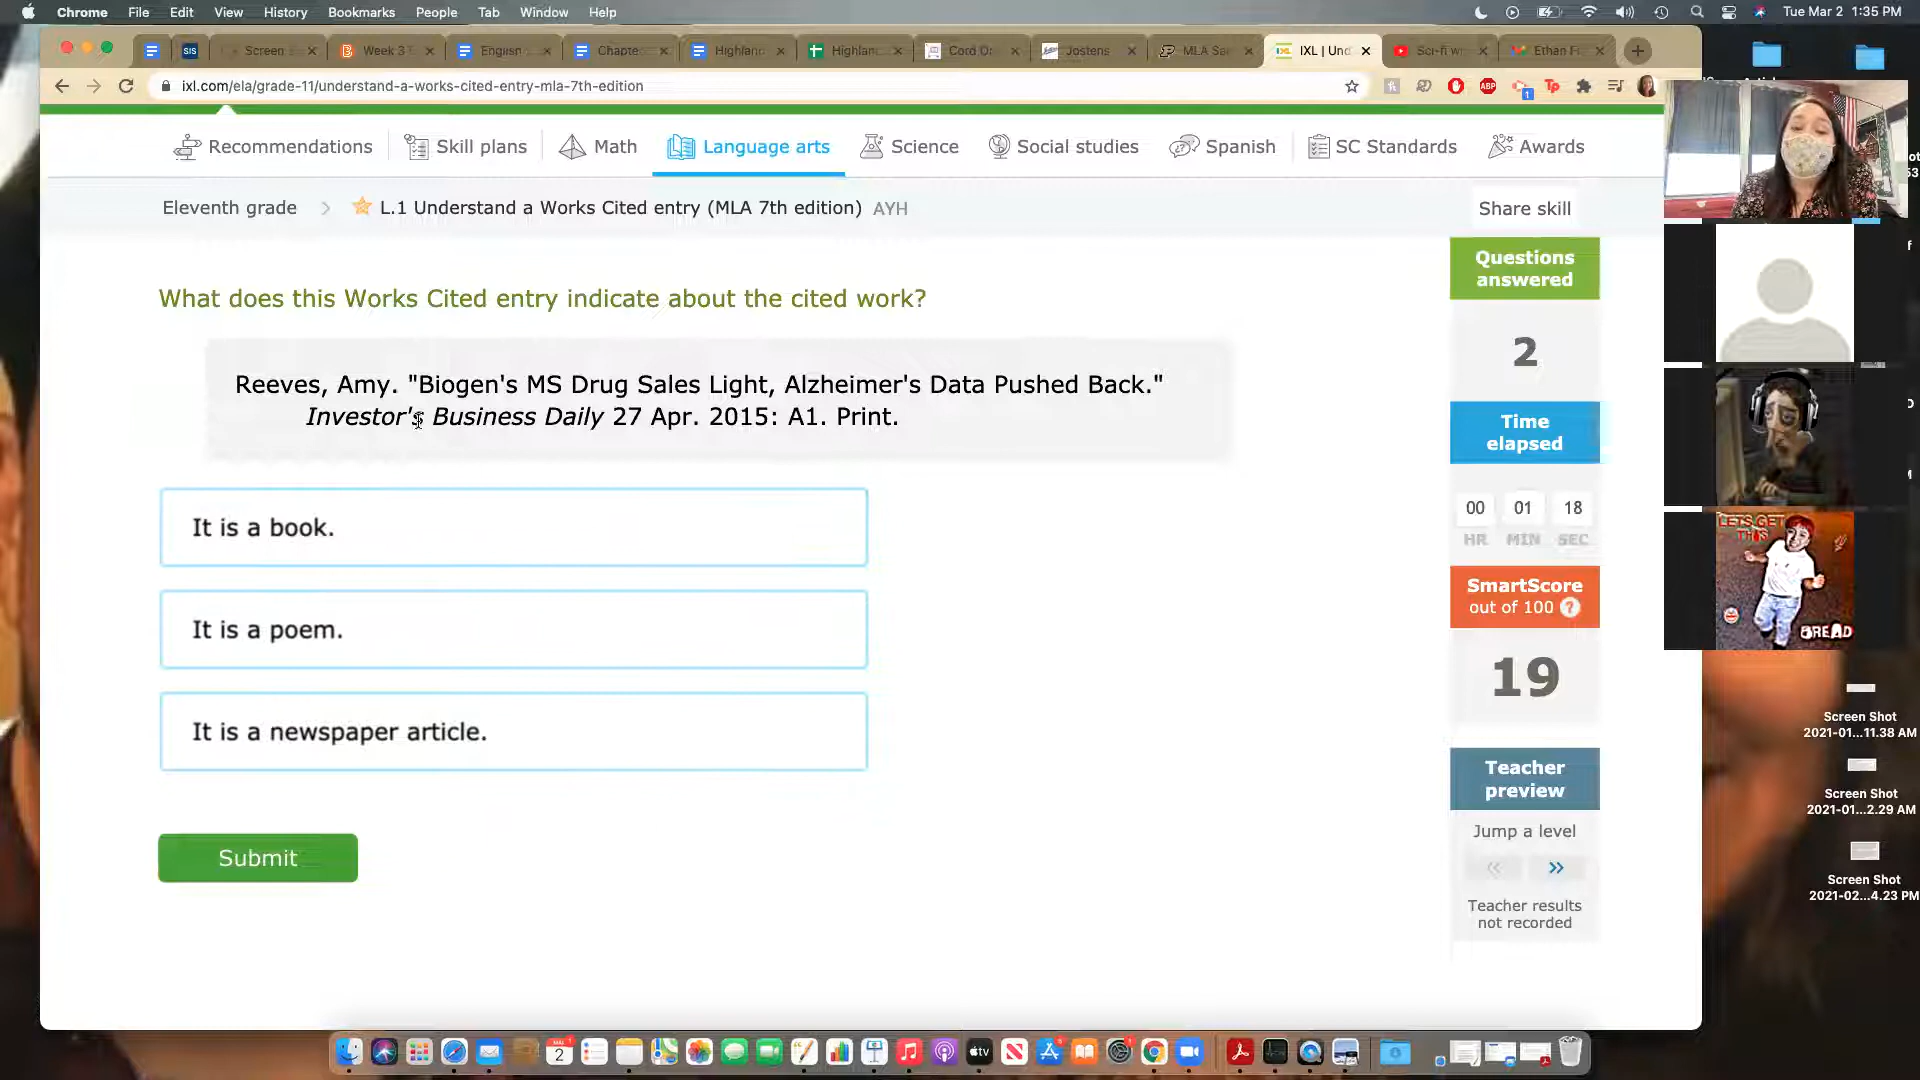 Chrome File Edit View History Bookmarks People Tab Window Help Tue Mar 2 1:35 PM
SIS Screen Week 3 English Chapte Highland Highlan Cord Or Jostens MLA Sa IXL | Und Sci-fi w Ethan F
ixl.com/ela/grade-11/understand-a-works-cited-entry-mla-7th-edition
Recommendations Skill plans Math Language arts Science Social studies Spanish SC Standards Awards
Eleventh grade > L.1 Understand a Works Cited entry (MLA 7th edition) AYH
Share skill
What does this Works Cited entry indicate about the cited work?
Reeves, Amy. "Biogen's MS Drug Sales Light, Alzheimer's Data Pushed Back."
Investor's Business Daily 27 Apr. 2015: A1. Print.
It is a book.
It is a poem.
It is a newspaper article.
Submit
Questions
answered
2
Time
elapsed
00 01 18
HR MIN SEC
SmartScore
out of 100 ?
19
Teacher
preview
Jump a level
Teacher results
not recorded
LETS GET
THIS
BREAD
Screen Shot
2021-01...11.38 AM
Screen Shot
2021-01...2.29 AM
Screen Shot
2021-02...4.23 PM